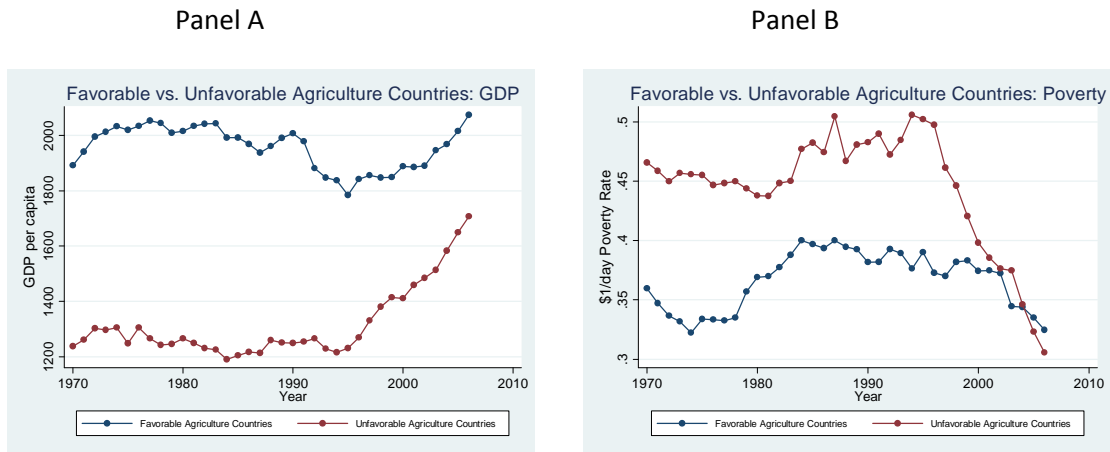 Panel A
Panel B
Favorable vs. Unfavorable Agriculture Countries: GDP
GDP per capita
2000
1800
1600
1400
1200
1970 1980 1990 2000 2010
Year
Favorable Agriculture Countries Unfavorable Agriculture Countries
Favorable vs. Unfavorable Agriculture Countries: Poverty
$1/day Poverty Rate
.5
.45
.4
.35
.3
1970 1980 1990 2000 2010
Year
Favorable Agriculture Countries Unfavorable Agriculture Countries